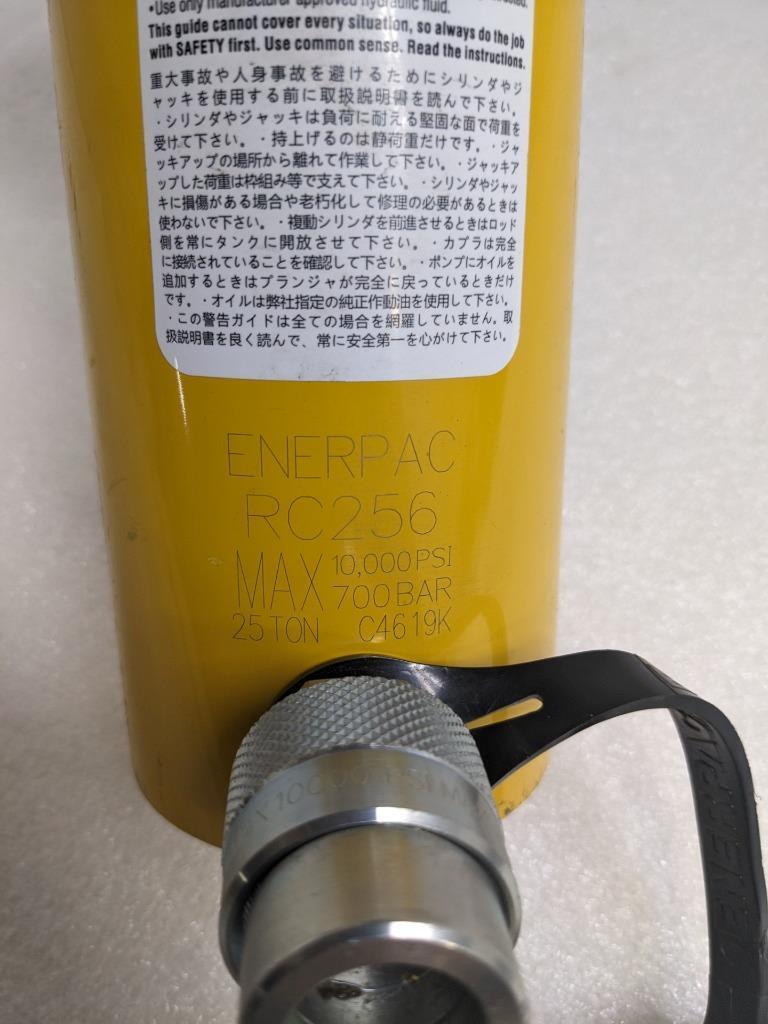 •Use only manufacturer approved hydraulic fluid.
This guide cannot cover every situation, so always do the job
with SAFETY first. Use common sense. Read the instructions.
重大事故や人身事故を避けるためにシリンダやジ
ャッキを使用する前に取扱説明書を読んで下さい。
・シリンダやジャッキは負荷に耐える堅固な面で荷重を
受けて下さい。・持上げるのは静荷重だけです。・ジャ
ッキアップの場所から離れて作業して下さい。・ジャッキア
ップした荷重は枠組み等で支えて下さい。・シリンダやジャッ
キに損傷がある場合や老朽化して修理の必要があるときは
使わないで下さい。・複動シリンダを前進させるときはロッド
側を常にタンクに開放させて下さい。・カプラは完全
に接続されていることを確認して下さい。・ポンプにオイルを
追加するときはプランジャが完全に戻っているときだけ
です。・オイルは弊社指定の純正作動油を使用して下さい。
・この警告ガイドは全ての場合を網羅していません。取
扱説明書を良く読んで、常に安全第一を心がけて下さい。
ENERPAC
RC256
MAX 10,000 PSI
700 BAR
25 TON C4619K
10000 PSI
ENERPAC